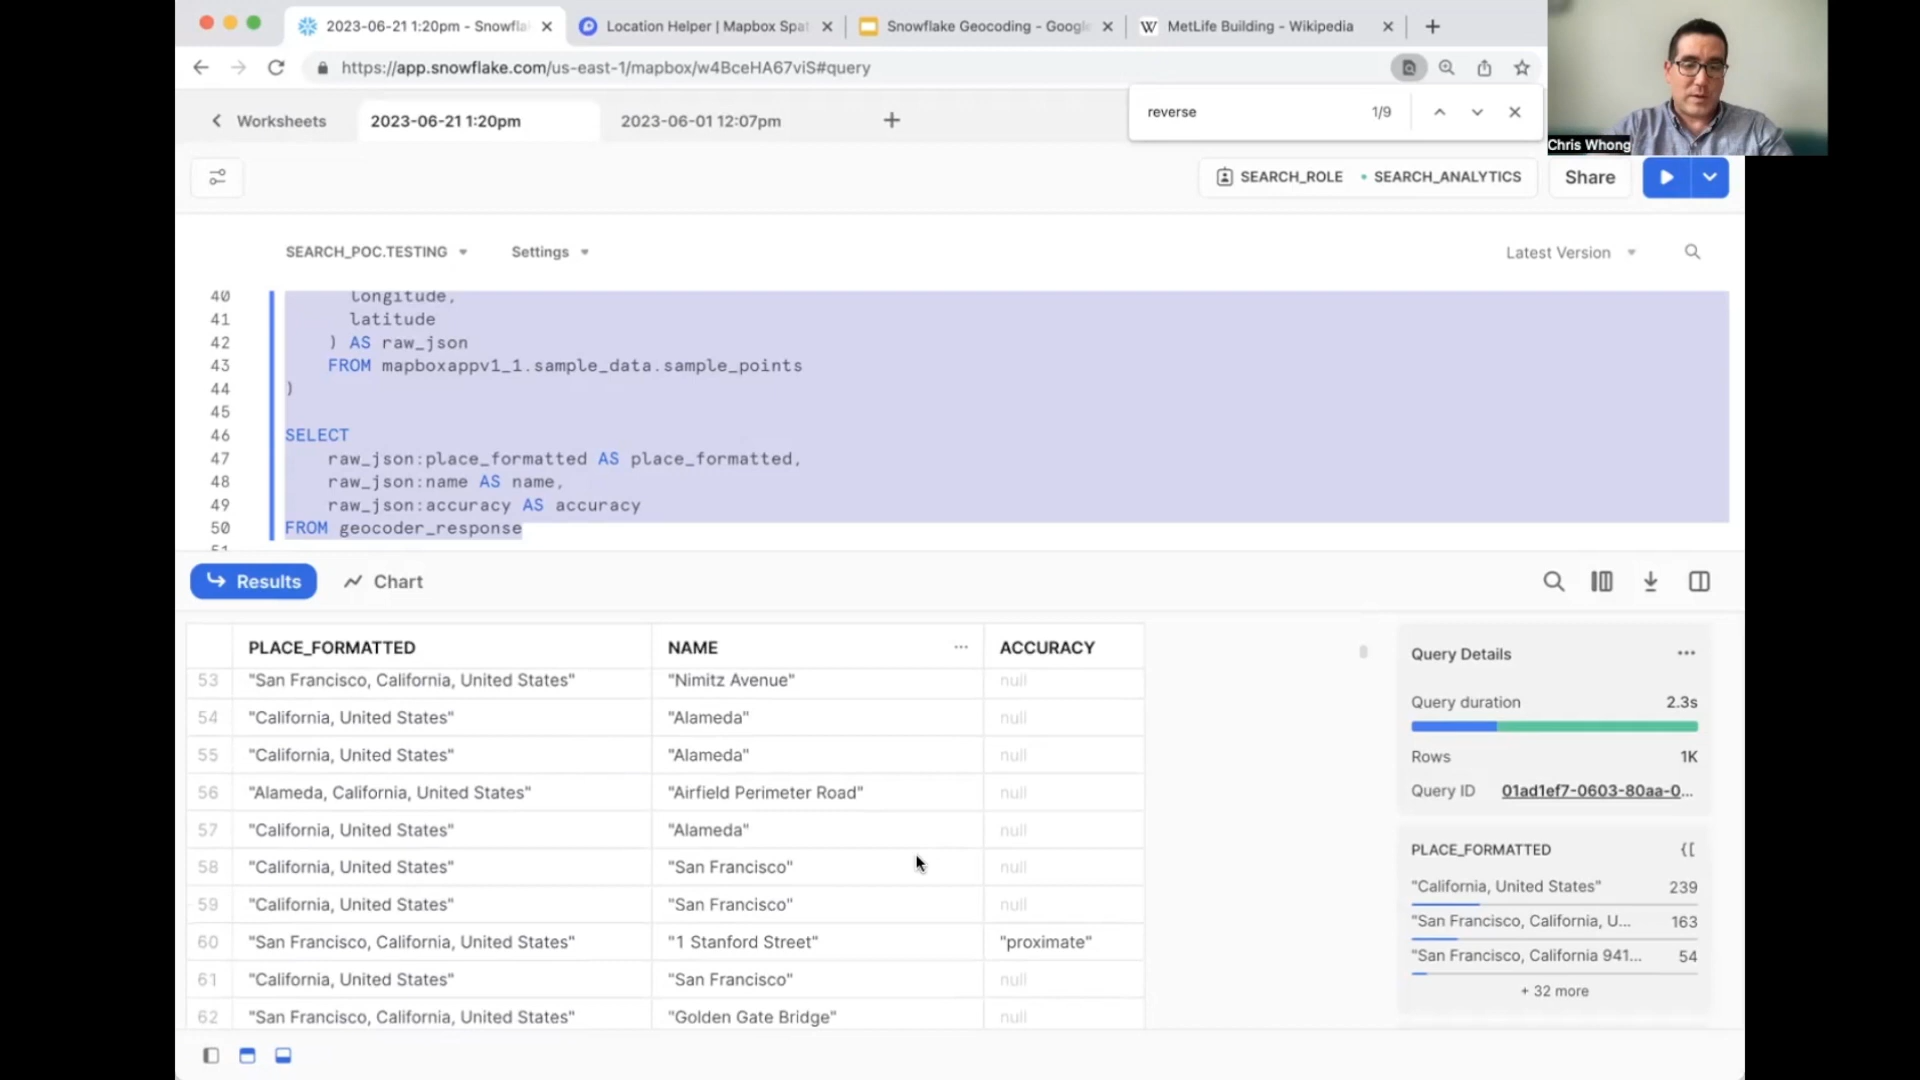 2023-06-21 1:20pm - Snowfla
Location Helper | Mapbox Spat
Snowflake Geocoding - Google
W
MetLife Building - Wikipedia
https://app.snowflake.com/us-east-1/mapbox/w4BceHA67viS#query
reverse
1/9
Chris Whong
Worksheets
2023-06-21 1:20pm
2023-06-01 12:07pm
SEARCH_ROLE
SEARCH_ANALYTICS
Share
SEARCH_POC.TESTING
Settings
Latest Version
40 longitude,
41 latitude
42 ) AS raw_json
43 FROM mapboxappv1_1.sample_data.sample_points
44 )
45
46 SELECT
47 raw_json:place_formatted AS place_formatted,
48 raw_json:name AS name,
49 raw_json:accuracy AS accuracy
50 FROM geocoder_response
51
Results
Chart
PLACE_FORMATTED NAME ... ACCURACY
53 "San Francisco, California, United States" "Nimitz Avenue" null
54 "California, United States" "Alameda" null
55 "California, United States" "Alameda" null
56 "Alameda, California, United States" "Airfield Perimeter Road" null
57 "California, United States" "Alameda" null
58 "California, United States" "San Francisco" null
59 "California, United States" "San Francisco" null
60 "San Francisco, California, United States" "1 Stanford Street" "proximate"
61 "California, United States" "San Francisco" null
62 "San Francisco, California, United States" "Golden Gate Bridge" null
Query Details ...
Query duration 2.3s
Rows 1K
Query ID 01ad1ef7-0603-80aa-0...
PLACE_FORMATTED
"California, United States" 239
"San Francisco, California, U... 163
"San Francisco, California 941... 54
+ 32 more